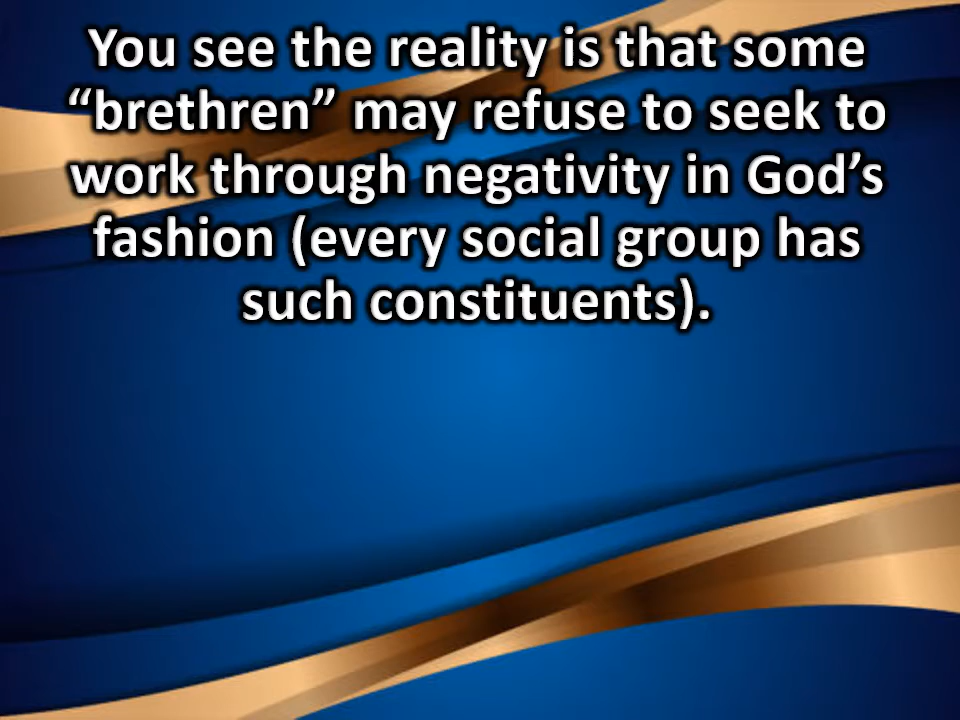 You see the reality is that some
“brethren” may refuse to seek to
work through negativity in God’s
fashion (every social group has
such constituents).